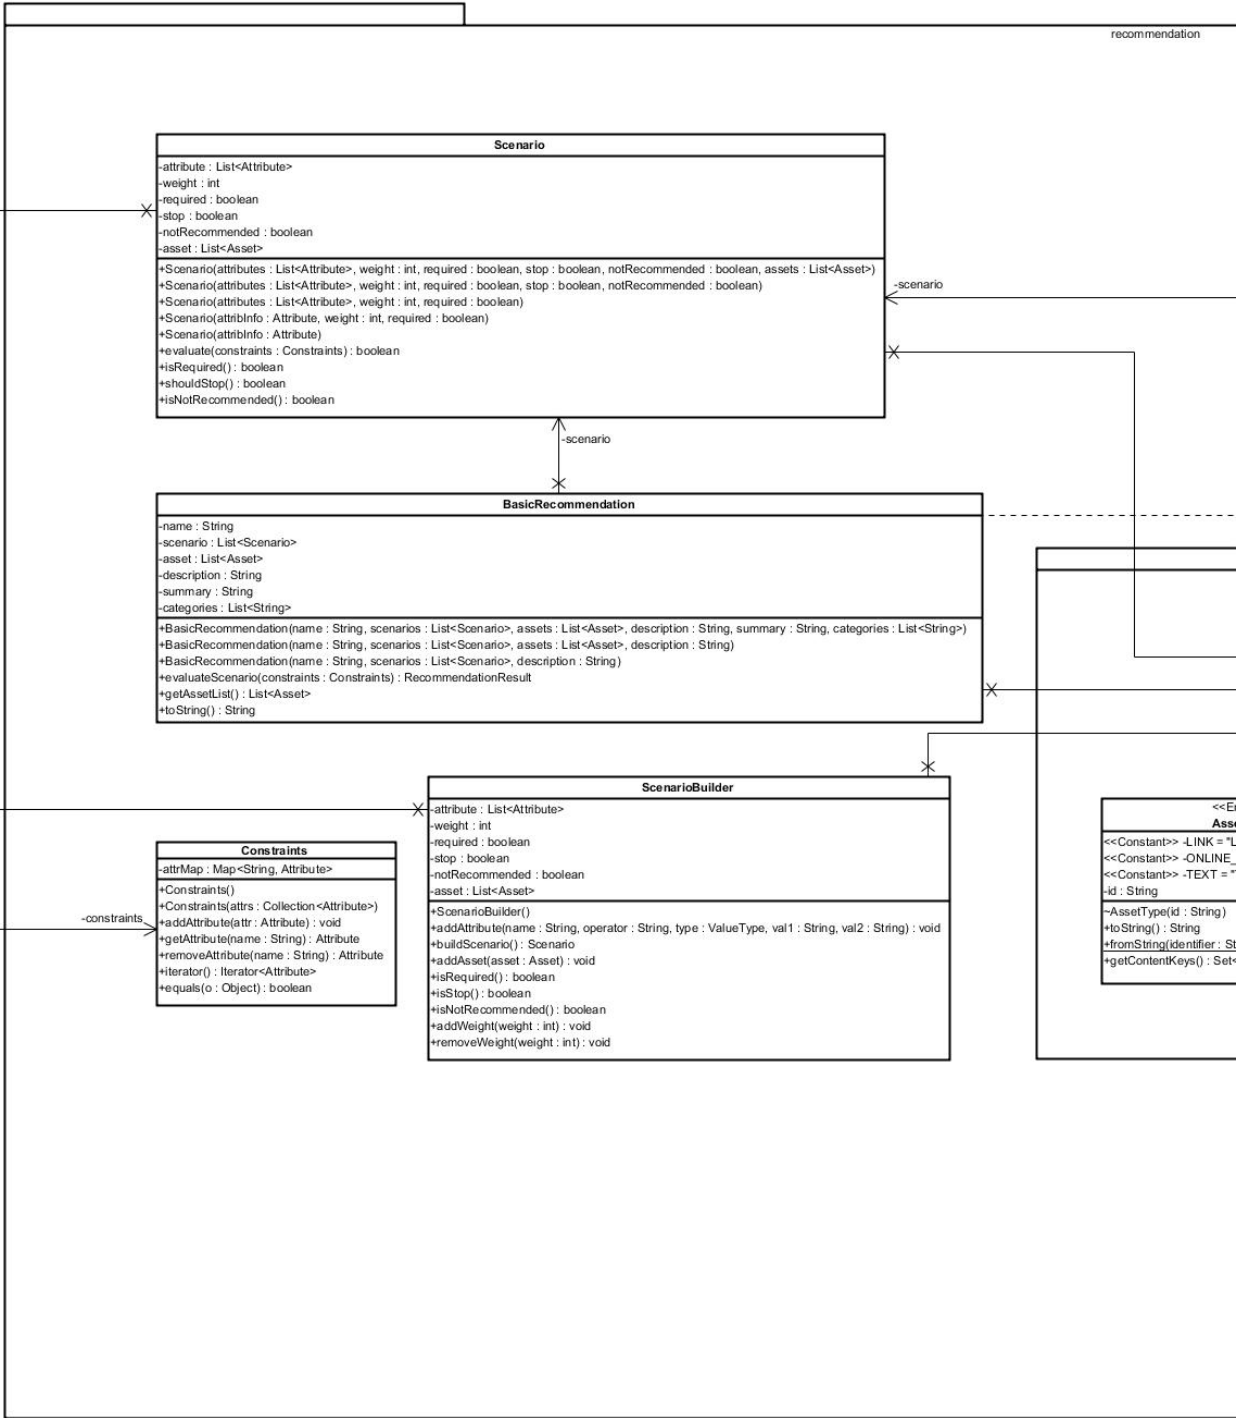 recommendation
Scenario
-attribute : List<Attribute>
-weight : int
-required : boolean
-stop : boolean
-notRecommended : boolean
-asset : List<Asset>
+Scenario(attributes : List<Attribute>, weight : int, required : boolean, stop : boolean, notRecommended : boolean, assets : List<Asset>)
+Scenario(attributes : List<Attribute>, weight : int, required : boolean, stop : boolean, notRecommended : boolean)
+Scenario(attributes : List<Attribute>, weight : int, required : boolean)
+Scenario(attribInfo : Attribute, weight : int, required : boolean)
+Scenario(attribInfo : Attribute)
+evaluate(constraints : Constraints) : boolean
+isRequired() : boolean
+shouldStop() : boolean
+isNotRecommended() : boolean
-scenario
-scenario
BasicRecommendation
-name : String
-scenario : List<Scenario>
-asset : List<Asset>
-description : String
-summary : String
-categories : List<String>
+BasicRecommendation(name : String, scenarios : List<Scenario>, assets : List<Asset>, description : String, summary : String, categories : List<String>)
+BasicRecommendation(name : String, scenarios : List<Scenario>, assets : List<Asset>, description : String)
+BasicRecommendation(name : String, scenarios : List<Scenario>, description : String)
+evaluateScenario(constraints : Constraints) : RecommendationResult
+getAssetList() : List<Asset>
+toString() : String
ScenarioBuilder
-attribute : List<Attribute>
-weight : int
-required : boolean
-stop : boolean
-notRecommended : boolean
-asset : List<Asset>
+ScenarioBuilder()
+addAttribute(name : String, operator : String, type : ValueType, val1 : String, val2 : String) : void
+buildScenario() : Scenario
+addAsset(asset : Asset) : void
+isRequired() : boolean
+isStop() : boolean
+isNotRecommended() : boolean
+addWeight(weight : int) : void
+removeWeight(weight : int) : void
Constraints
-attrMap : Map<String, Attribute>
+Constraints()
+Constraints(attrs : Collection<Attribute>)
+addAttribute(attr : Attribute) : void
+getAttribute(name : String) : Attribute
+removeAttribute(name : String) : Attribute
+iterator() : Iterator<Attribute>
+equals(o : Object) : boolean
-constraints
<<Constant>> -LINK = "L
<<Constant>> -ONLINE_
<<Constant>> -TEXT = "
-id : String
~AssetType(id : String)
+toString() : String
+fromString(identifier : St
+getContentKeys() : Set<